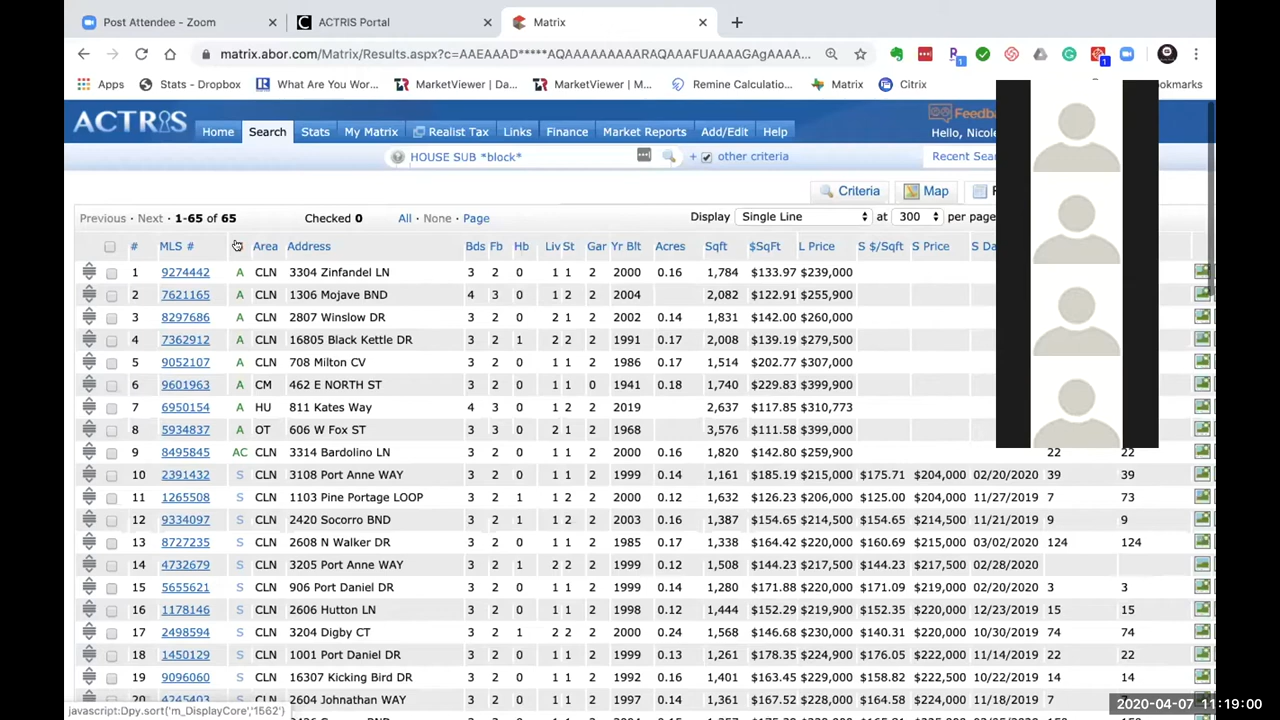 Post Attendee - Zoom
ACTRIS Portal
Matrix
matrix.abor.com/Matrix/Results.aspx?c=AAEAAAD*****AQAAAAAAAAARAQAAAFUAAAAGAgAAAA...
Apps
Stats - Dropbox
What Are You Wor...
MarketViewer | Da...
MarketViewer | M...
Remine Calculatio...
Matrix
Citrix
okmarks
ACTRIS
Feedb
Hello, Nicole
Home Search Stats My Matrix Realist Tax Links Finance Market Reports Add/Edit Help
HOUSE SUB *block*
+ other criteria
Recent Sea
Criteria
Map
Previous · Next · 1-65 of 65 Checked 0 All · None · Page Display Single Line at 300 per page
# MLS # Area Address Bds Fb Hb Liv St Gar Yr Blt Acres Sqft $SqFt L Price S $/Sqft S Price S Da
1 9274442 A CLN 3304 Zinfandel LN 3 2 0 1 1 2 2000 0.16 1,784 $133.97 $239,000
2 7621165 A CLN 1306 Mojave BND 4 3 0 1 2 2 2004 2,082 $122.91 $255,900
3 8297686 A CLN 2807 Winslow DR 3 2 0 2 1 2 2002 0.14 1,831 $142.00 $260,000
4 7362912 A CLN 16805 Black Kettle DR 3 2 1 2 2 2 1991 0.17 2,008 $139.19 $279,500
5 9052107 A CLN 708 Milton CV 3 2 0 1 1 2 1986 0.17 1,514 $202.77 $307,000
6 9601963 A CM 462 E NORTH ST 3 2 0 1 1 0 1941 0.18 1,740 $229.83 $399,900
7 6950154 A HU 811 Kates Way 4 3 0 1 2 2 2019 2,637 $117.85 $310,773
8 5934837 A OT 606 W Fox ST 3 2 0 2 1 2 1968 3,576 $111.58 $399,000
9 8495845 AC CLN 3314 Bardolino LN 3 2 0 1 1 2 2000 0.16 1,820 $142.80 $259,900 22 22
10 2391432 S CLN 3108 Port Anne WAY 3 2 0 1 1 2 1999 0.12 1,161 $185.19 $215,000 $175.71 $204,000 02/20/2020 39 39
11 1265508 S CLN 1103 Pine Portage LOOP 3 2 1 1 2 2 2000 0.12 1,632 $126.23 $206,000 $125.00 $204,000 11/27/2019 7 73
12 9334097 S CLN 2420 Socorro BND 3 2 1 1 2 2 2003 0.16 1,387 $154.65 $214,500 $154.65 $214,500 11/21/2019 9 9
13 8727235 S CLN 2608 N Walker DR 3 2 0 1 1 2 1985 0.17 1,338 $164.42 $220,000 $160.69 $215,000 03/02/2020 124 124
14 4732679 S CLN 3205 Port Anne WAY 3 2 1 2 2 2 1999 0.12 1,508 $144.23 $217,500 $144.23 $217,500 02/28/2020
15 5655621 S CLN 906 Port Daniel DR 3 2 0 1 1 2 1999 0.14 1,280 $171.88 $220,000 $171.09 $219,000 01/21/2020 3 3
16 1178146 S CLN 2606 Hutton LN 3 2 0 1 1 2 1998 0.12 1,444 $152.29 $219,900 $152.35 $220,000 12/23/2019 15 15
17 2498594 S CLN 3204 Digby CT 3 2 1 2 2 2 2000 0.24 1,568 $146.68 $230,000 $140.31 $220,000 10/30/2019 74 74
18 1450129 S CLN 1001 Port Daniel DR 3 2 0 1 1 2 1999 0.13 1,261 $178.35 $224,900 $176.05 $222,000 11/14/2019 22 22
19 9096060 S CLN 16307 Kicking Bird DR 3 2 0 1 1 2 1999 0.16 1,401 $163.45 $229,000 $158.82 $222,500 10/22/2019 14 14
20 4245403 S CLN 2604 Johnathan WAY 3 2 0 1 1 2 1997 0.14 1,361 $164.58 11/18/2019 7
javascript:Dpy.sort('m_DisplayCore','1562')
2020-04-07 11:19:00